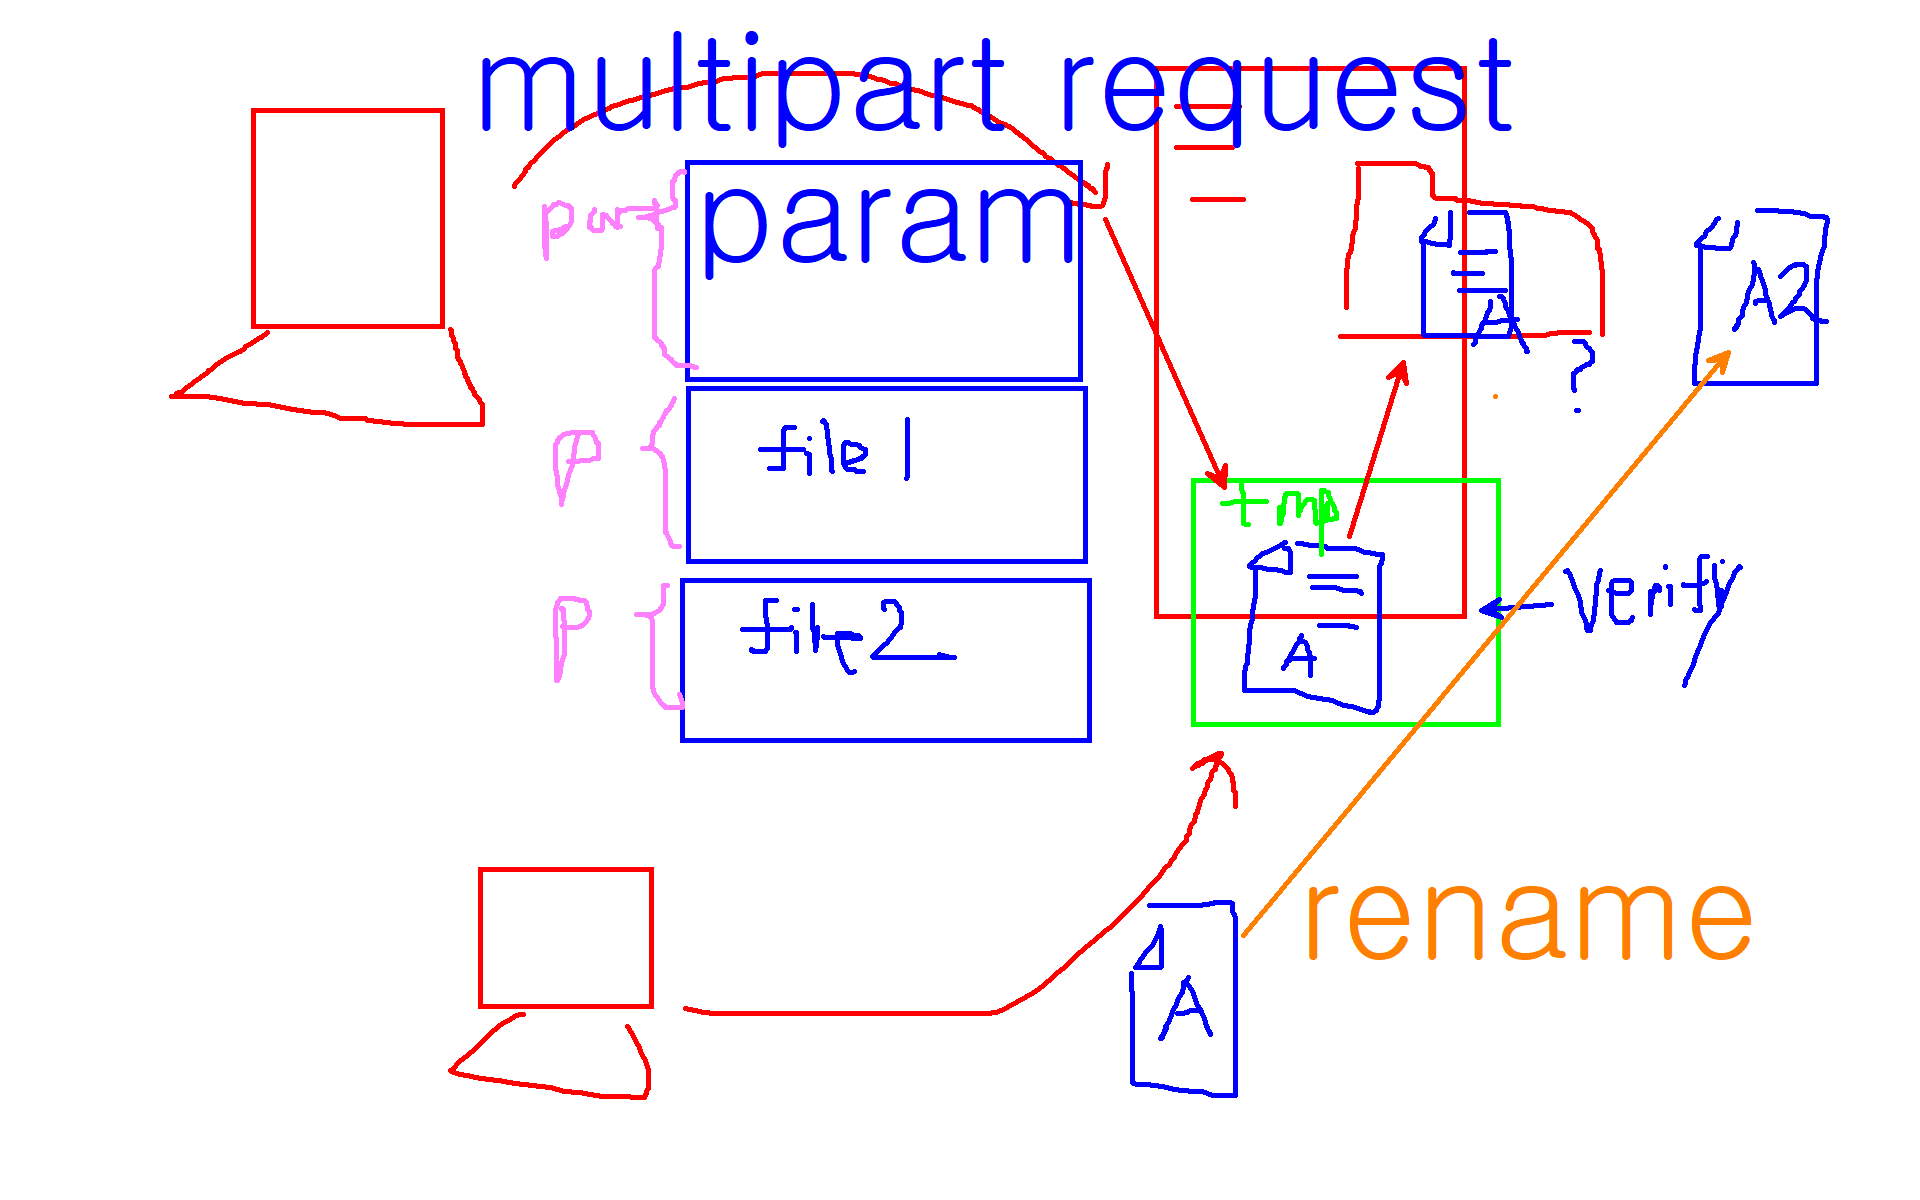 multipart request
part
param
A
?
A2
P
file 1
tmp
A
verify
P
file2
rename
A